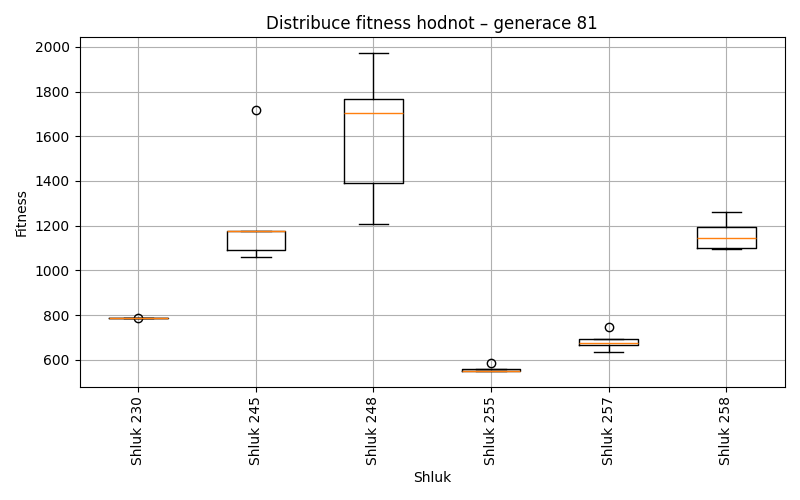 Distribuce fitness hodnot – generace 81
2000
1800
1600
1400
1200
1000
800
600
Fitness
Shluk 230
Shluk 245
Shluk 248
Shluk 255
Shluk 257
Shluk 258
Shluk